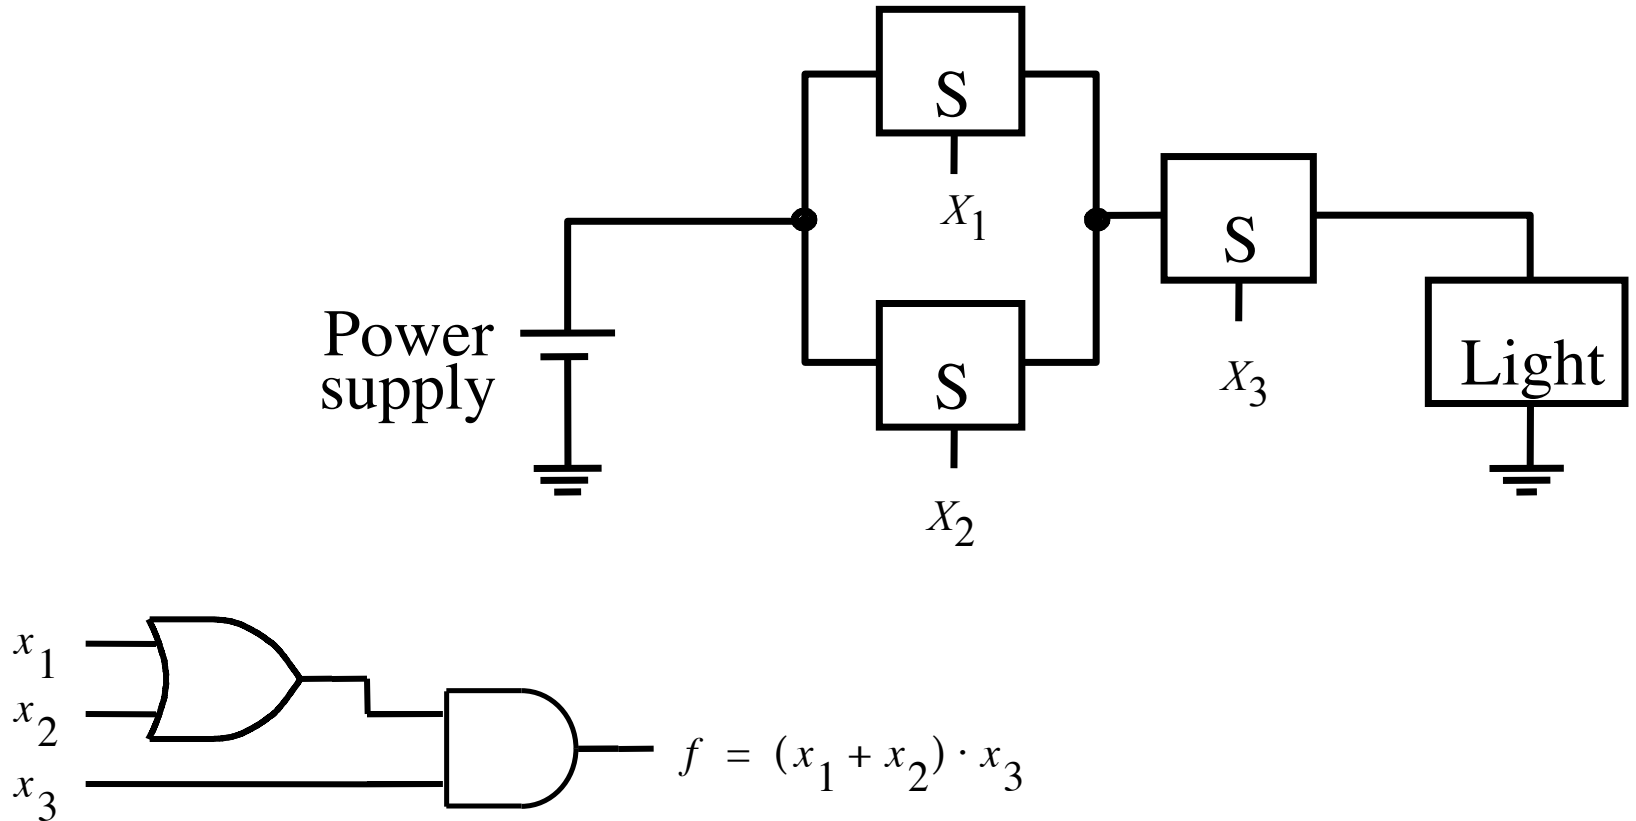 S
X1
S
X3
Power
supply
Light
S
X2
x1
x2
f = (x1 + x2) · x3
x3